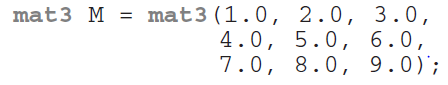 mat3 M = mat3(1.0, 2.0, 3.0,
4.0, 5.0, 6.0,
7.0, 8.0, 9.0);